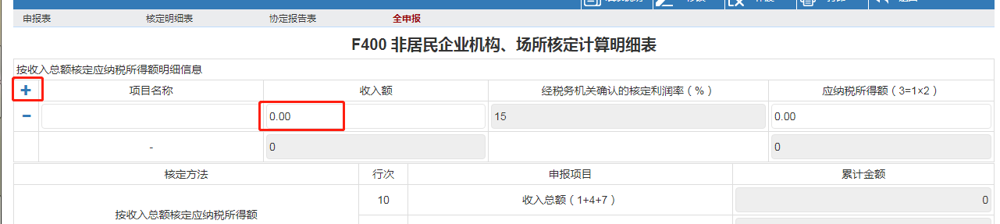 申报表 核定明细表 协定报告表 全申报
F400 非居民企业机构、场所核定计算明细表
按收入总额核定应纳税所得额明细信息
+ 项目名称 收入额 经税务机关确认的核定利润率（%） 应纳税所得额（3=1×2）
− 0.00 15 0.00
- 0 0
核定方法 行次 申报项目 累计金额
10 收入总额（1+4+7） 0
按收入总额核定应纳税所得额